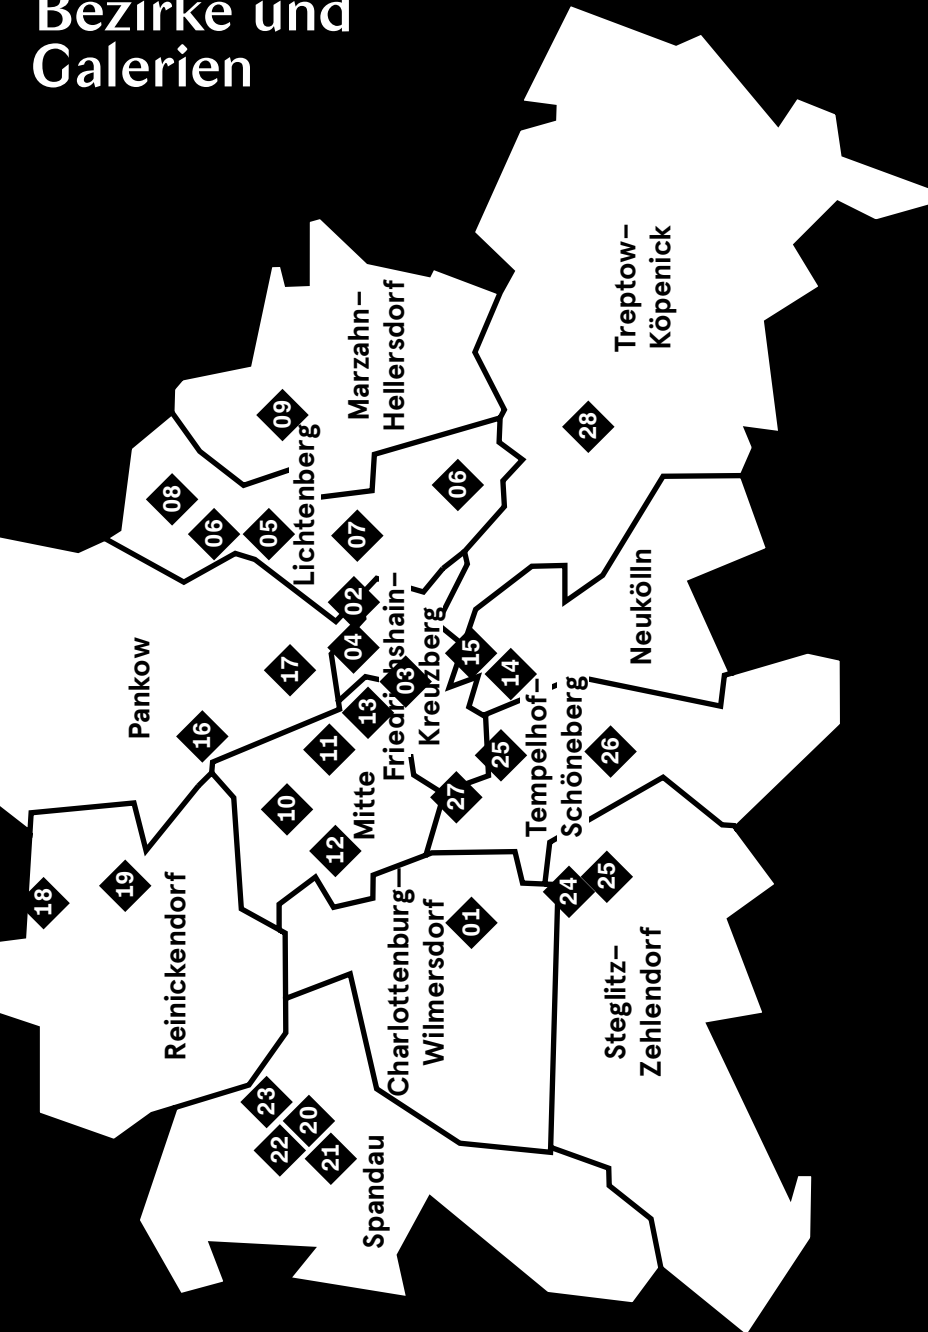 Bezirke und
Galerien
Treptow–
Köpenick
Marzahn–
Hellersdorf
09
28
08
06
05
Lichtenberg
07
06
02
Pankow
17
16
04
Friedrichshain–
Kreuzberg
03
15
14
Neukölln
13
11
10
12
Mitte
25
27
Tempelhof–
Schöneberg
26
18
19
Reinickendorf
Charlottenburg–
Wilmersdorf
01
24
25
Steglitz–
Zehlendorf
23
20
22
21
Spandau